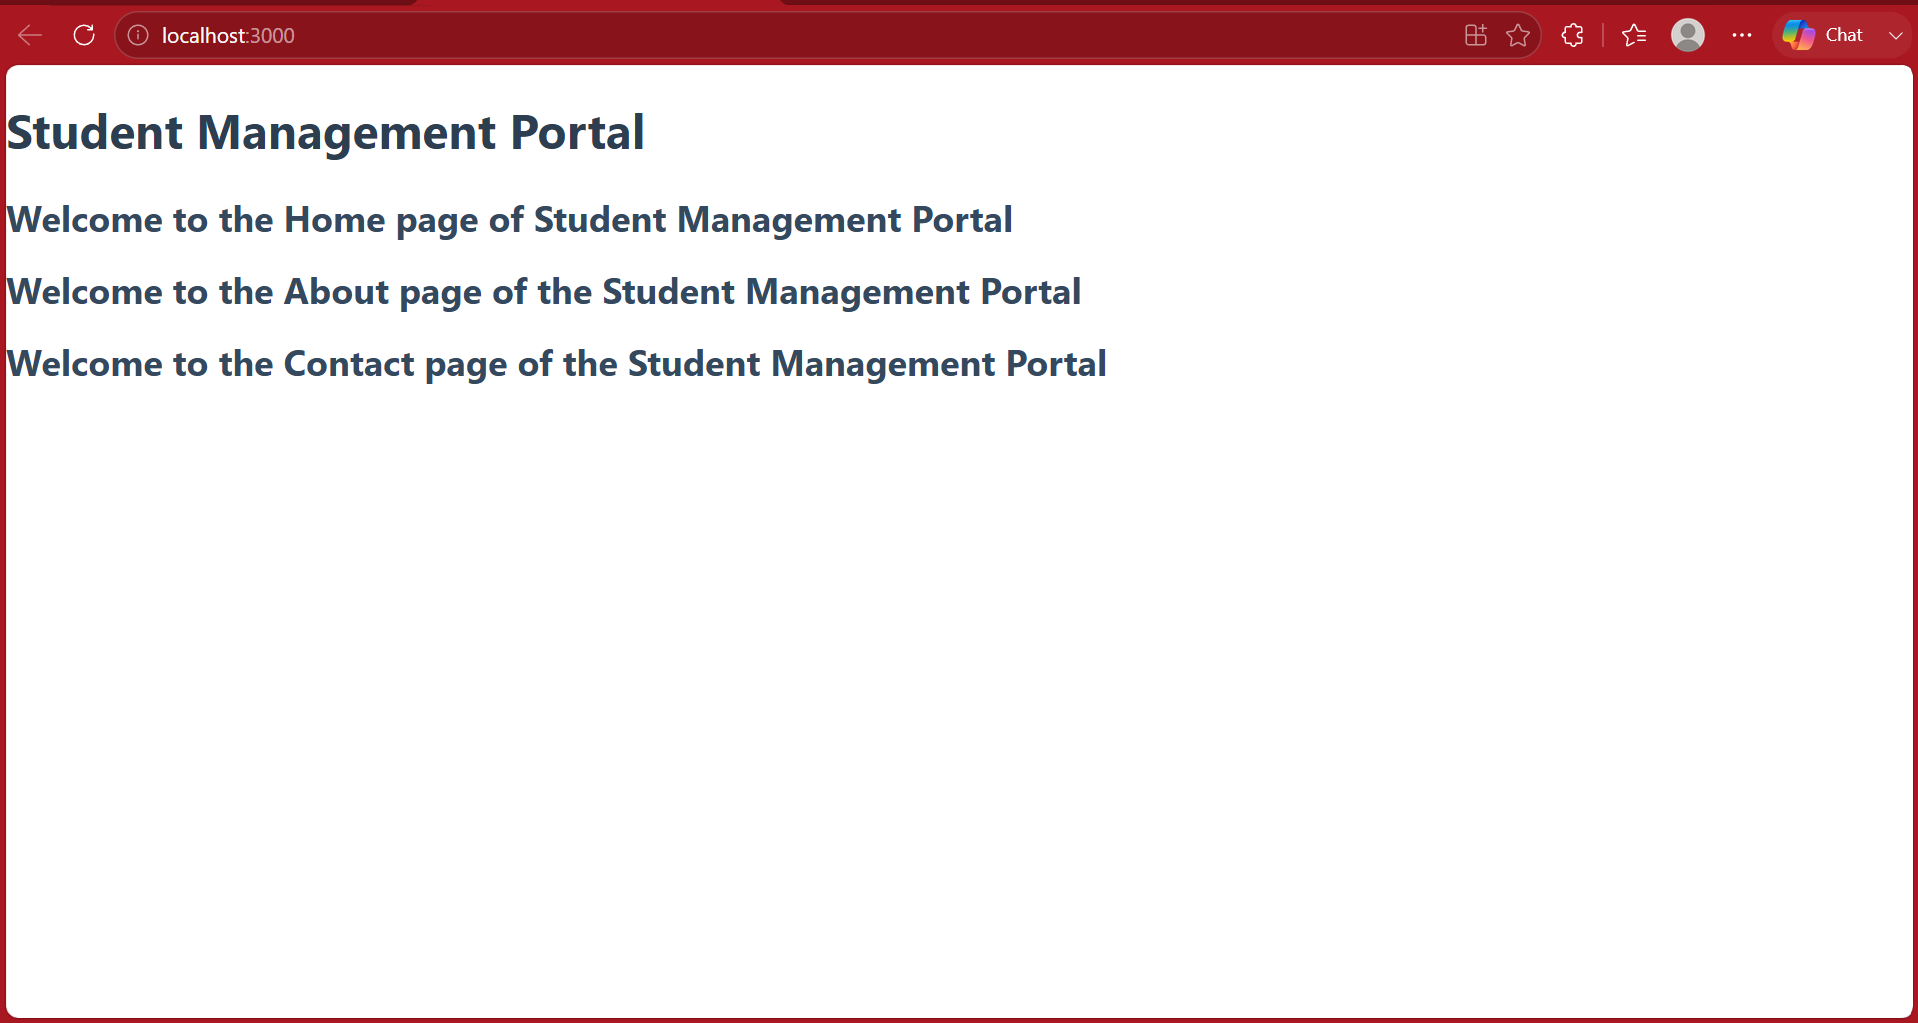 localhost:3000
Chat
Student Management Portal
Welcome to the Home page of Student Management Portal
Welcome to the About page of the Student Management Portal
Welcome to the Contact page of the Student Management Portal